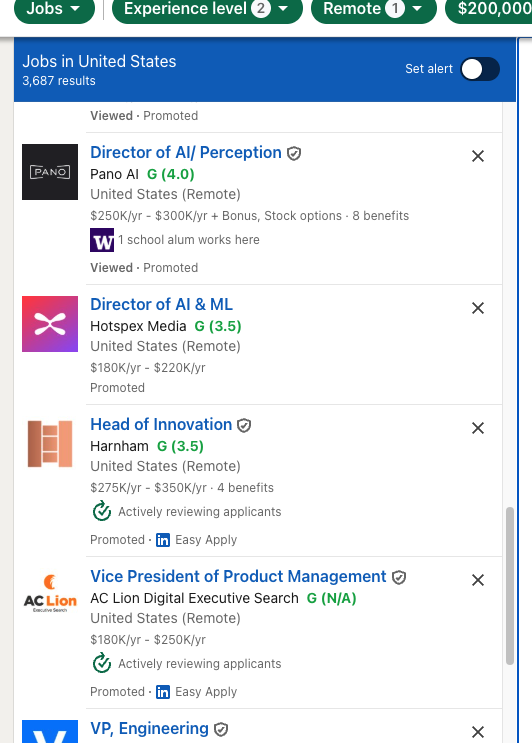 Jobs
Experience level 2
Remote 1
$200,000
Jobs in United States
3,687 results
Set alert
Viewed · Promoted
PANO
Director of AI/ Perception
Pano AI G (4.0)
United States (Remote)
$250K/yr - $300K/yr + Bonus, Stock options · 8 benefits
W 1 school alum works here
Viewed · Promoted
Director of AI & ML
Hotspex Media G (3.5)
United States (Remote)
$180K/yr - $220K/yr
Promoted
Head of Innovation
Harnham G (3.5)
United States (Remote)
$275K/yr - $350K/yr · 4 benefits
Actively reviewing applicants
Promoted · in Easy Apply
AC Lion
Executive Search
Vice President of Product Management
AC Lion Digital Executive Search G (N/A)
United States (Remote)
$180K/yr - $250K/yr
Actively reviewing applicants
Promoted · in Easy Apply
VP, Engineering